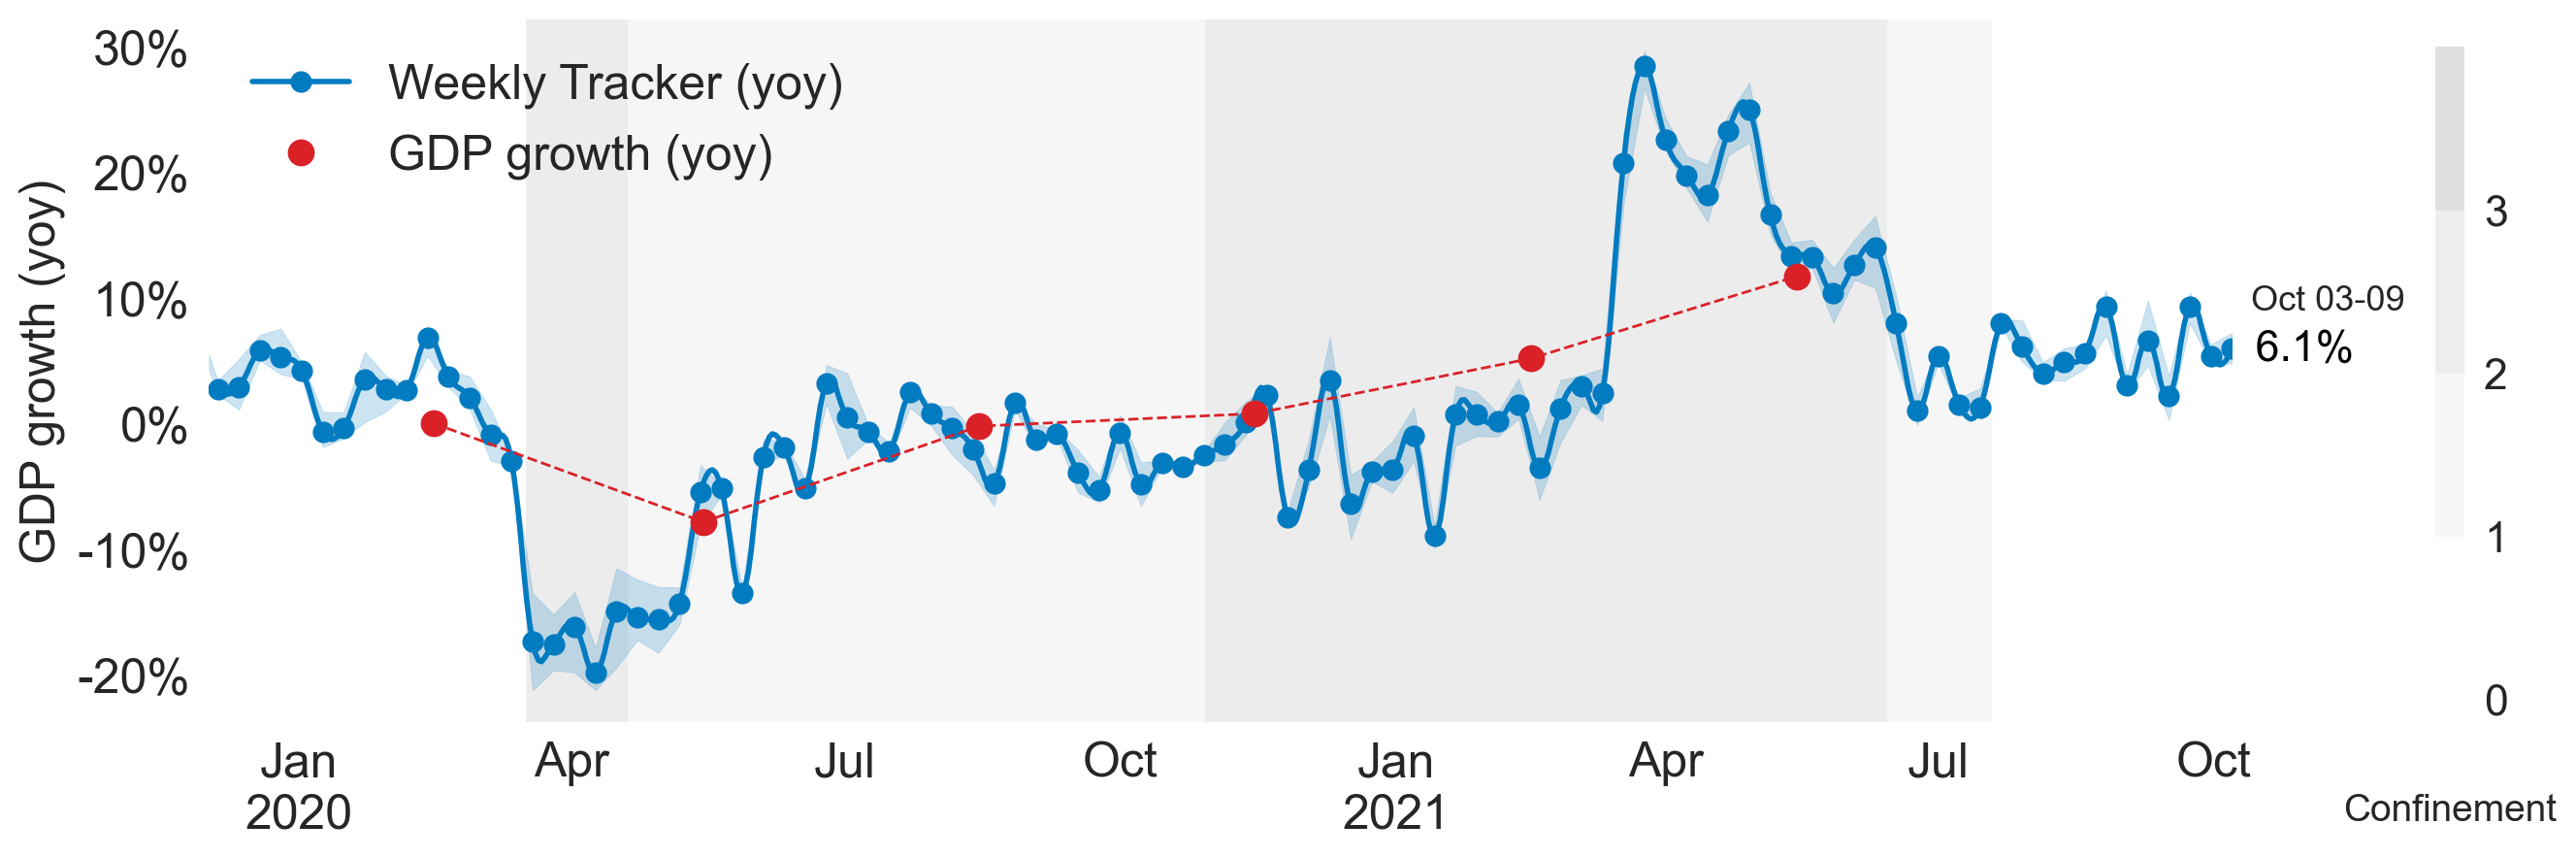 30%
20%
10%
0%
-10%
-20%
GDP growth (yoy)
Weekly Tracker (yoy)
GDP growth (yoy)
Oct 03-09
6.1%
3
2
1
0
Jan Apr Jul Oct Jan Apr Jul Oct
2020 2021
Confinement